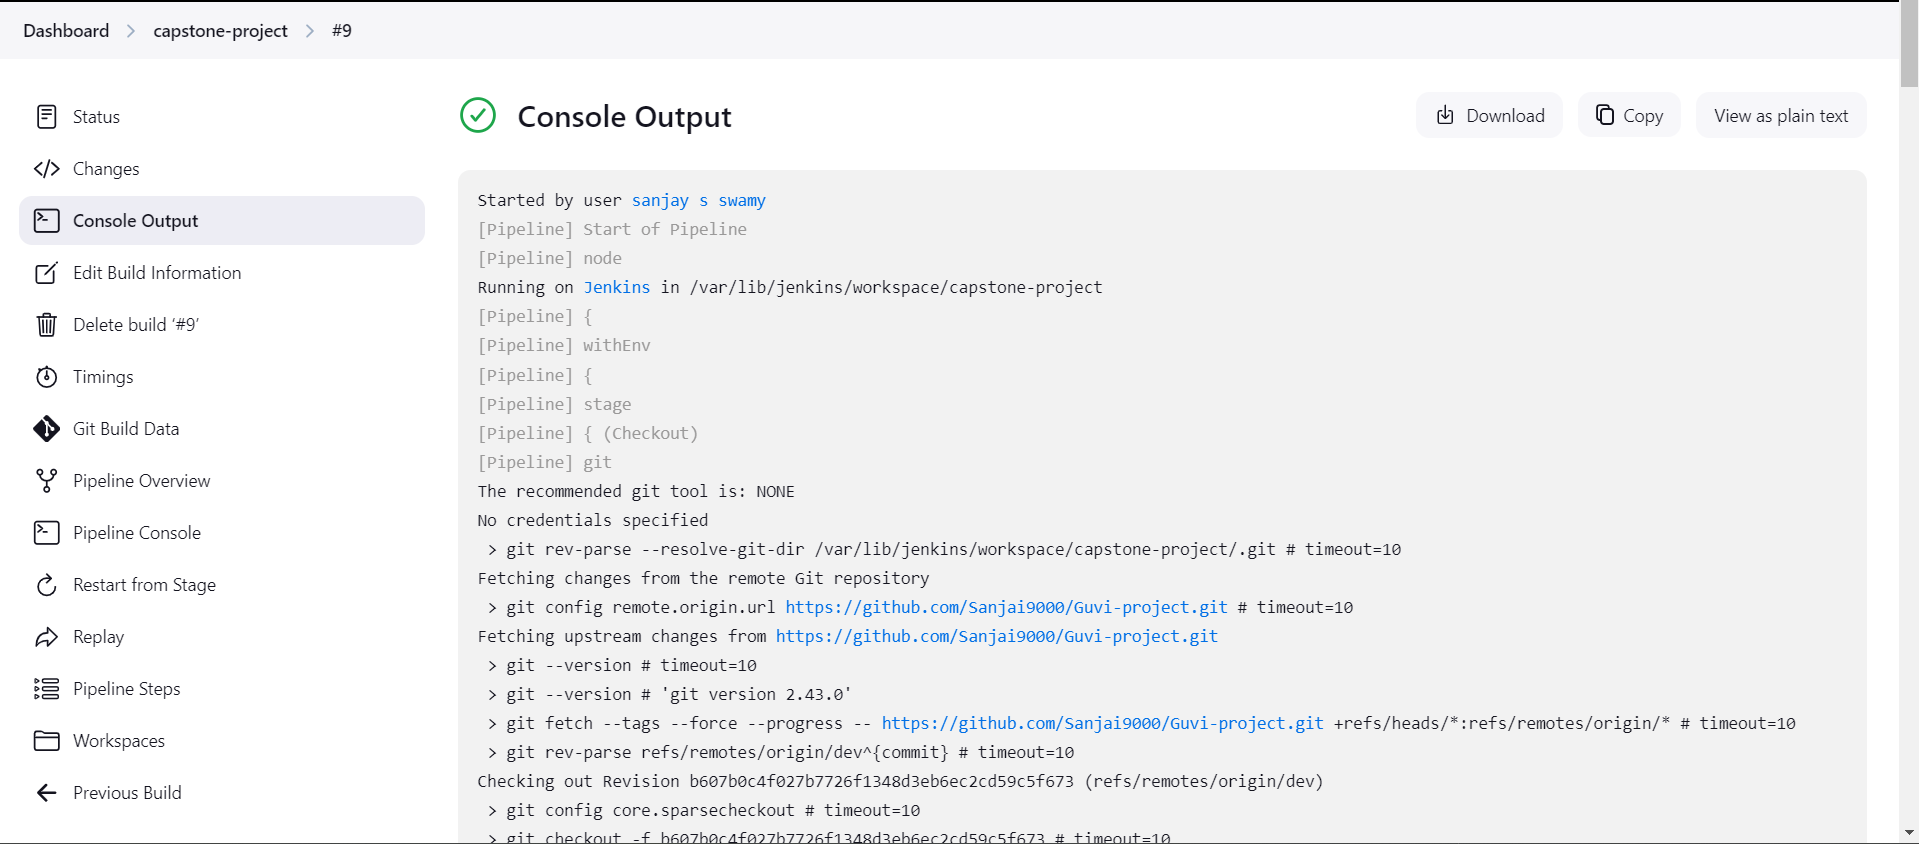 Dashboard > capstone-project > #9
Status
Changes
Console Output
Edit Build Information
Delete build ‘#9’
Timings
Git Build Data
Pipeline Overview
Pipeline Console
Restart from Stage
Replay
Pipeline Steps
Workspaces
Previous Build
Console Output
Download
Copy
View as plain text
Started by user sanjay s swamy
[Pipeline] Start of Pipeline
[Pipeline] node
Running on Jenkins in /var/lib/jenkins/workspace/capstone-project
[Pipeline] {
[Pipeline] withEnv
[Pipeline] {
[Pipeline] stage
[Pipeline] { (Checkout)
[Pipeline] git
The recommended git tool is: NONE
No credentials specified
> git rev-parse --resolve-git-dir /var/lib/jenkins/workspace/capstone-project/.git # timeout=10
Fetching changes from the remote Git repository
> git config remote.origin.url https://github.com/Sanjai9000/Guvi-project.git # timeout=10
Fetching upstream changes from https://github.com/Sanjai9000/Guvi-project.git
> git --version # timeout=10
> git --version # 'git version 2.43.0'
> git fetch --tags --force --progress -- https://github.com/Sanjai9000/Guvi-project.git +refs/heads/*:refs/remotes/origin/* # timeout=10
> git rev-parse refs/remotes/origin/dev^{commit} # timeout=10
Checking out Revision b607b0c4f027b7726f1348d3eb6ec2cd59c5f673 (refs/remotes/origin/dev)
> git config core.sparsecheckout # timeout=10
> git checkout -f b607b0c4f027b7726f1348d3eb6ec2cd59c5f673 # timeout=10